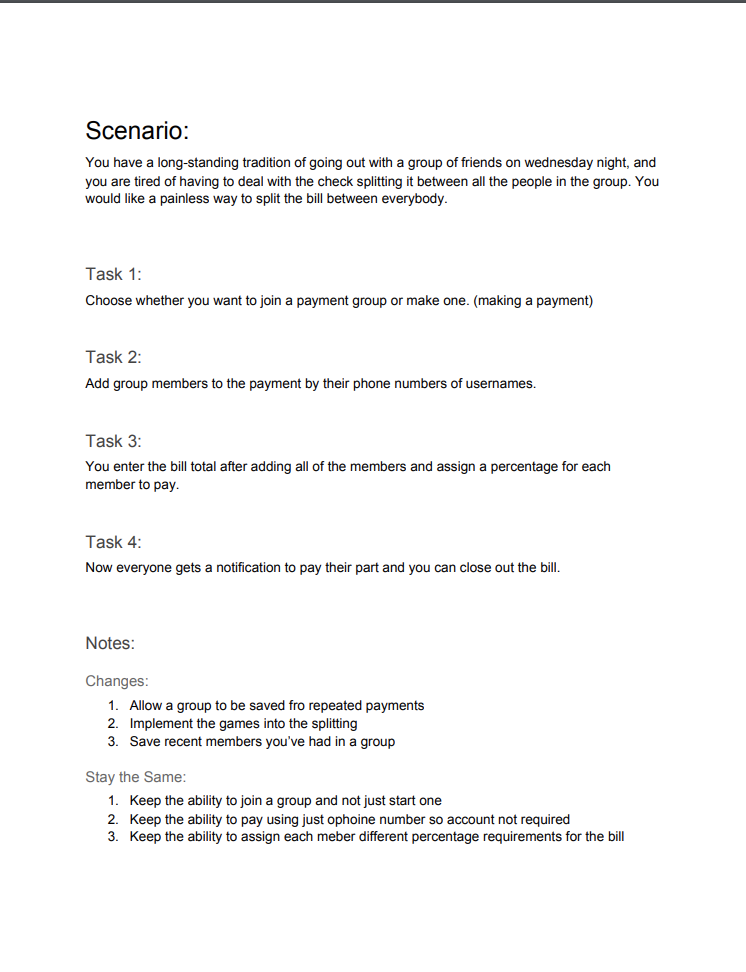 Scenario:
You have a long-standing tradition of going out with a group of friends on wednesday night, and
you are tired of having to deal with the check splitting it between all the people in the group. You
would like a painless way to split the bill between everybody.
Task 1:
Choose whether you want to join a payment group or make one. (making a payment)
Task 2:
Add group members to the payment by their phone numbers of usernames.
Task 3:
You enter the bill total after adding all of the members and assign a percentage for each
member to pay.
Task 4:
Now everyone gets a notification to pay their part and you can close out the bill.
Notes:
Changes:
1. Allow a group to be saved fro repeated payments
2. Implement the games into the splitting
3. Save recent members you've had in a group
Stay the Same:
1. Keep the ability to join a group and not just start one
2. Keep the ability to pay using just ophoine number so account not required
3. Keep the ability to assign each meber different percentage requirements for the bill